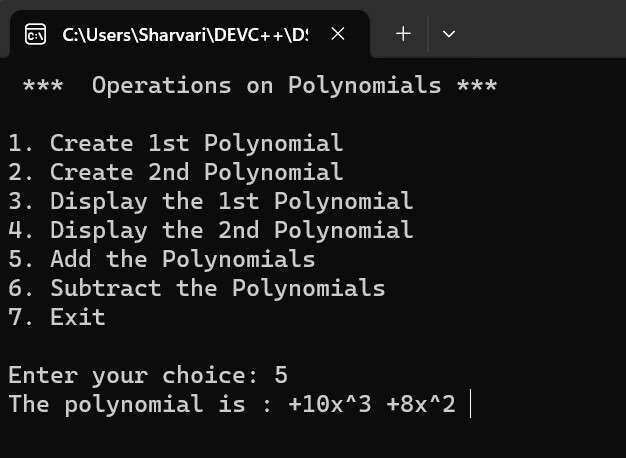 C:\Users\Sharvari\DEVC++\DS
***  Operations on Polynomials ***
1. Create 1st Polynomial
2. Create 2nd Polynomial
3. Display the 1st Polynomial
4. Display the 2nd Polynomial
5. Add the Polynomials
6. Subtract the Polynomials
7. Exit
Enter your choice: 5
The polynomial is : +10x^3 +8x^2